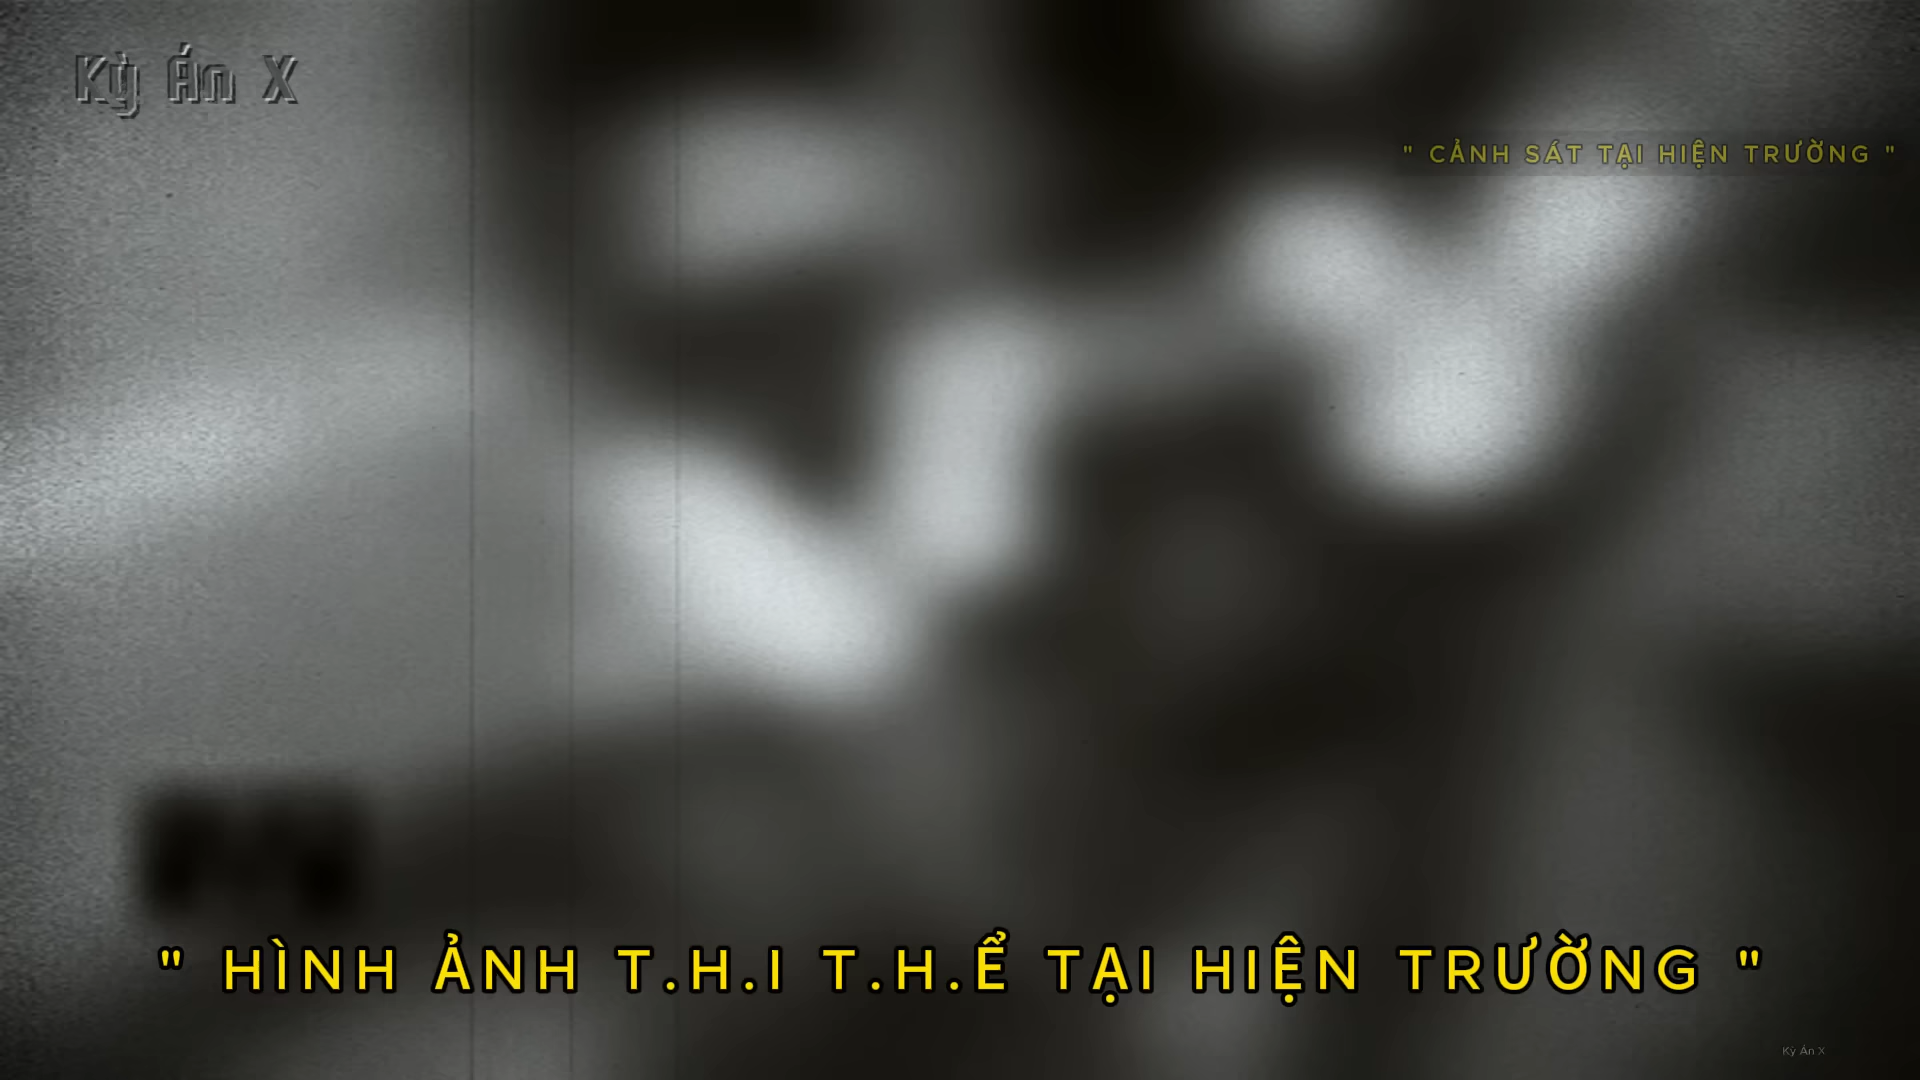 Kỳ Án X
" CẢNH SÁT TẠI HIỆN TRƯỜNG "
" HÌNH ẢNH T.H.I T.H.Ể TẠI HIỆN TRƯỜNG "
Kỳ Án X